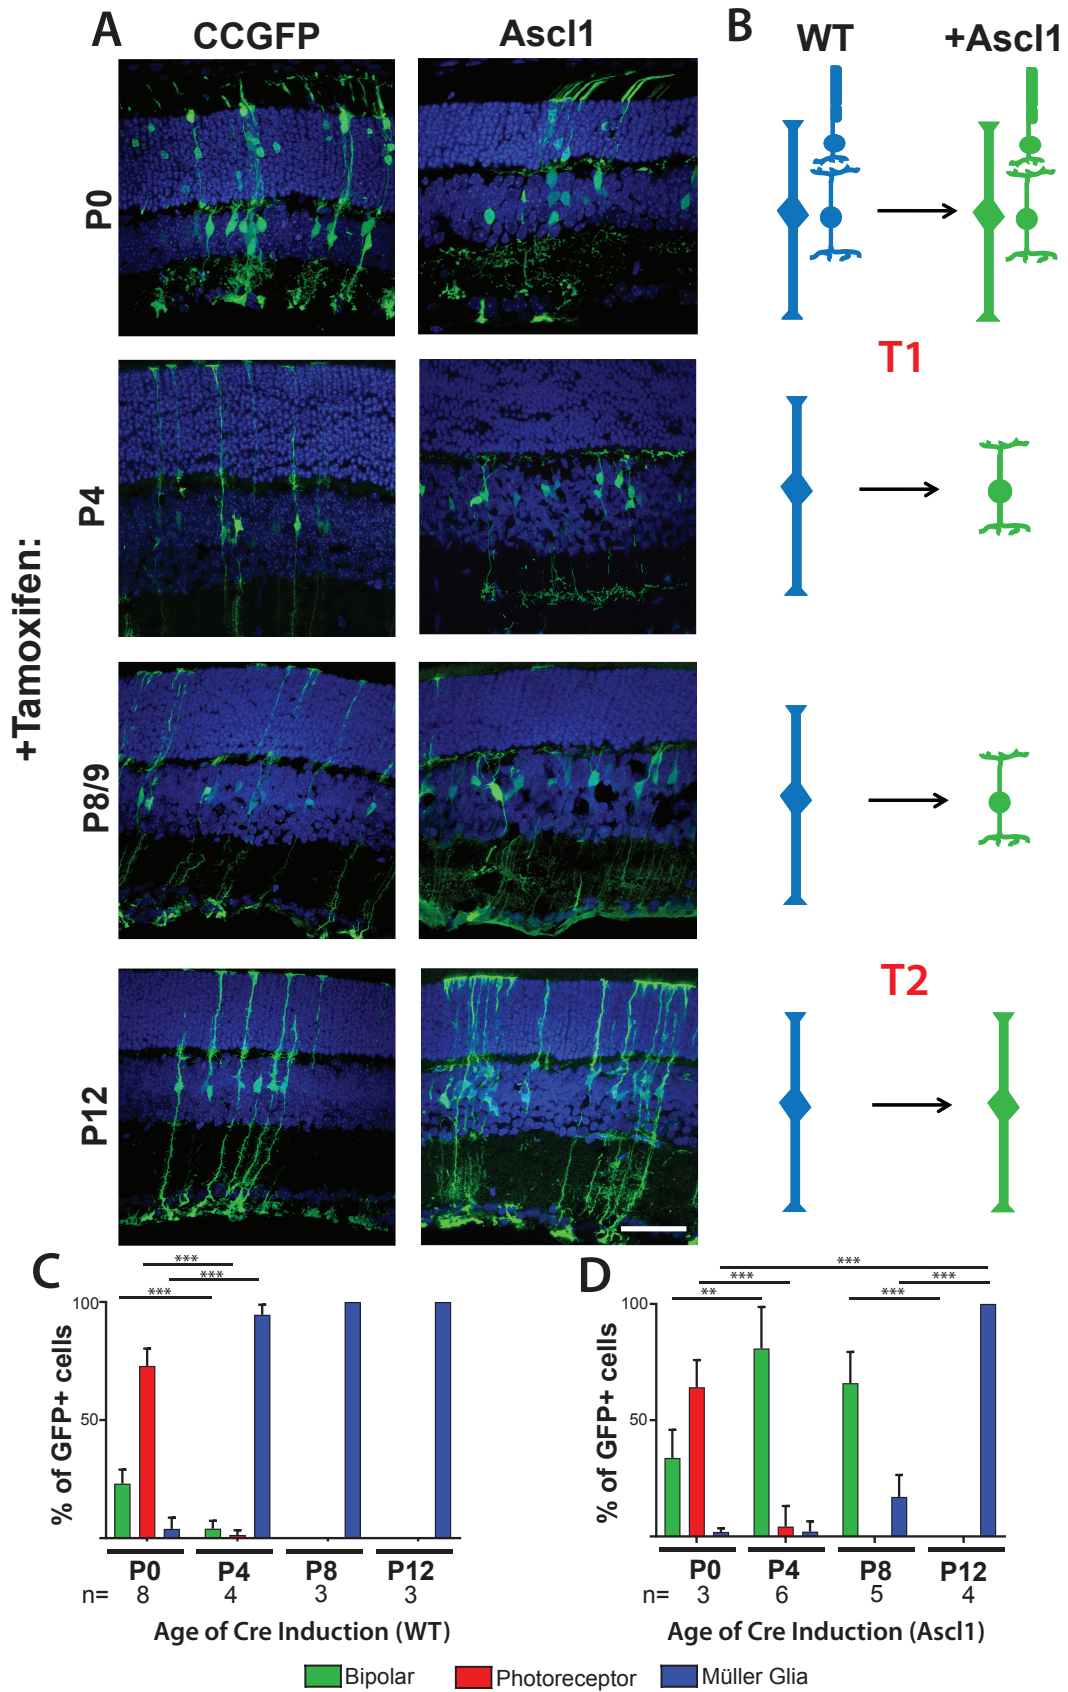 A
CCGFP
Ascl1
B
WT
+Ascl1
+Tamoxifen:
P0
T1
P4
P8/9
T2
P12
C
***
***
***
% of GFP+ cells
100
50
P0
P4
P8
P12
n=
8
4
3
3
Age of Cre Induction (WT)
D
***
***
***
**
***
% of GFP+ cells
100
50
P0
P4
P8
P12
n=
3
6
5
4
Age of Cre Induction (Ascl1)
Bipolar
Photoreceptor
Müller Glia